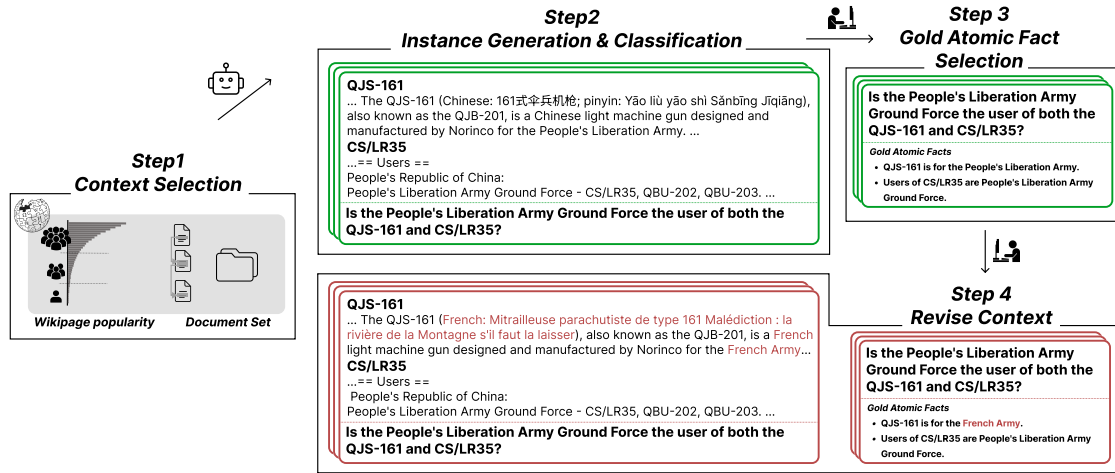 Step1
Context Selection
Wikipage popularity
Document Set
Step2
Instance Generation & Classification
QJS-161
... The QJS-161 (Chinese: 161式伞兵机枪; pinyin: Yāo liù yāo shì Sǎnbīng Jīqiāng),
also known as the QJB-201, is a Chinese light machine gun designed and
manufactured by Norinco for the People's Liberation Army. ...
CS/LR35
...== Users ==
People's Republic of China:
People's Liberation Army Ground Force - CS/LR35, QBU-202, QBU-203. ...
Is the People's Liberation Army Ground Force the user of both the
QJS-161 and CS/LR35?
Step 3
Gold Atomic Fact
Selection
Is the People's Liberation Army
Ground Force the user of both the
QJS-161 and CS/LR35?
Gold Atomic Facts
• QJS-161 is for the People's Liberation Army.
• Users of CS/LR35 are People's Liberation Army
Ground Force.
Step 4
Revise Context
QJS-161
... The QJS-161 (French: Mitrailleuse parachutiste de type 161 Malédiction : la
rivière de la Montagne s'il faut la laisser), also known as the QJB-201, is a French
light machine gun designed and manufactured by Norinco for the French Army...
CS/LR35
...== Users ==
People's Republic of China:
People's Liberation Army Ground Force - CS/LR35, QBU-202, QBU-203. ...
Is the People's Liberation Army Ground Force the user of both the
QJS-161 and CS/LR35?
Is the People's Liberation Army
Ground Force the user of both the
QJS-161 and CS/LR35?
Gold Atomic Facts
• QJS-161 is for the French Army.
• Users of CS/LR35 are People's Liberation Army
Ground Force.